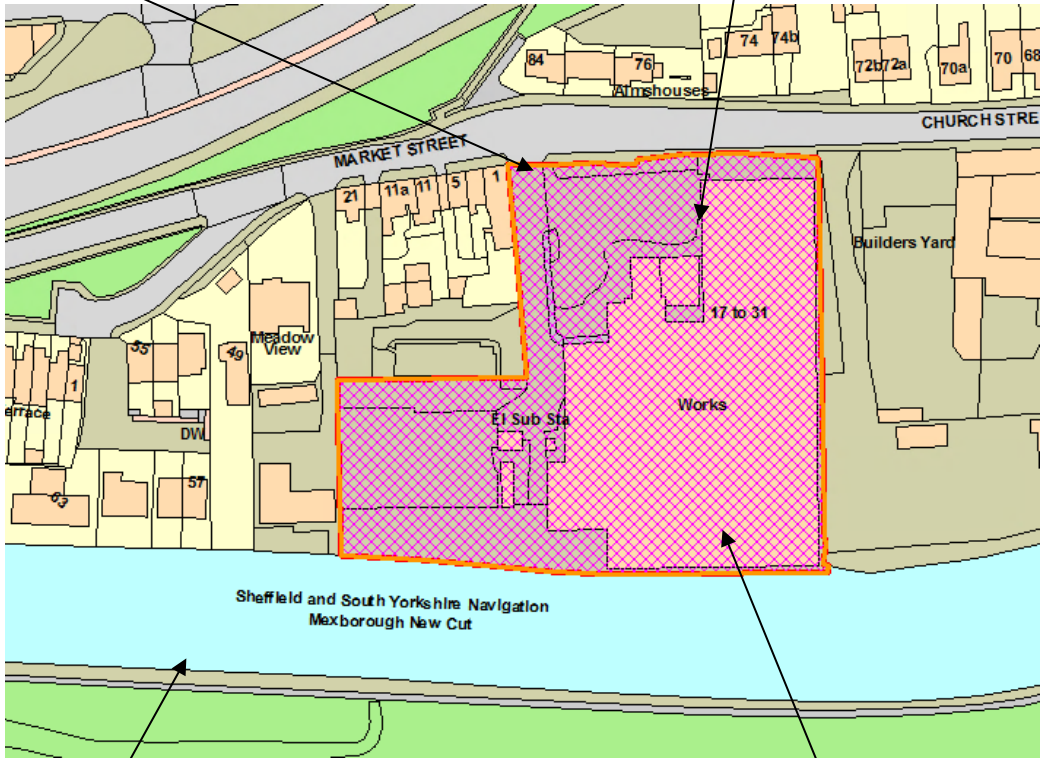 84
76
Almshouses
74
74b
72b
72a
70a
70
68
CHURCH STRE
MARKET STREET
21
11a
11
5
1
Builders Yard
17 to 31
Meadow
View
55
49
1
errace
DW
El Sub Sta
Works
63
57
Sheffield and South Yorkshire Navigation
Mexborough New Cut